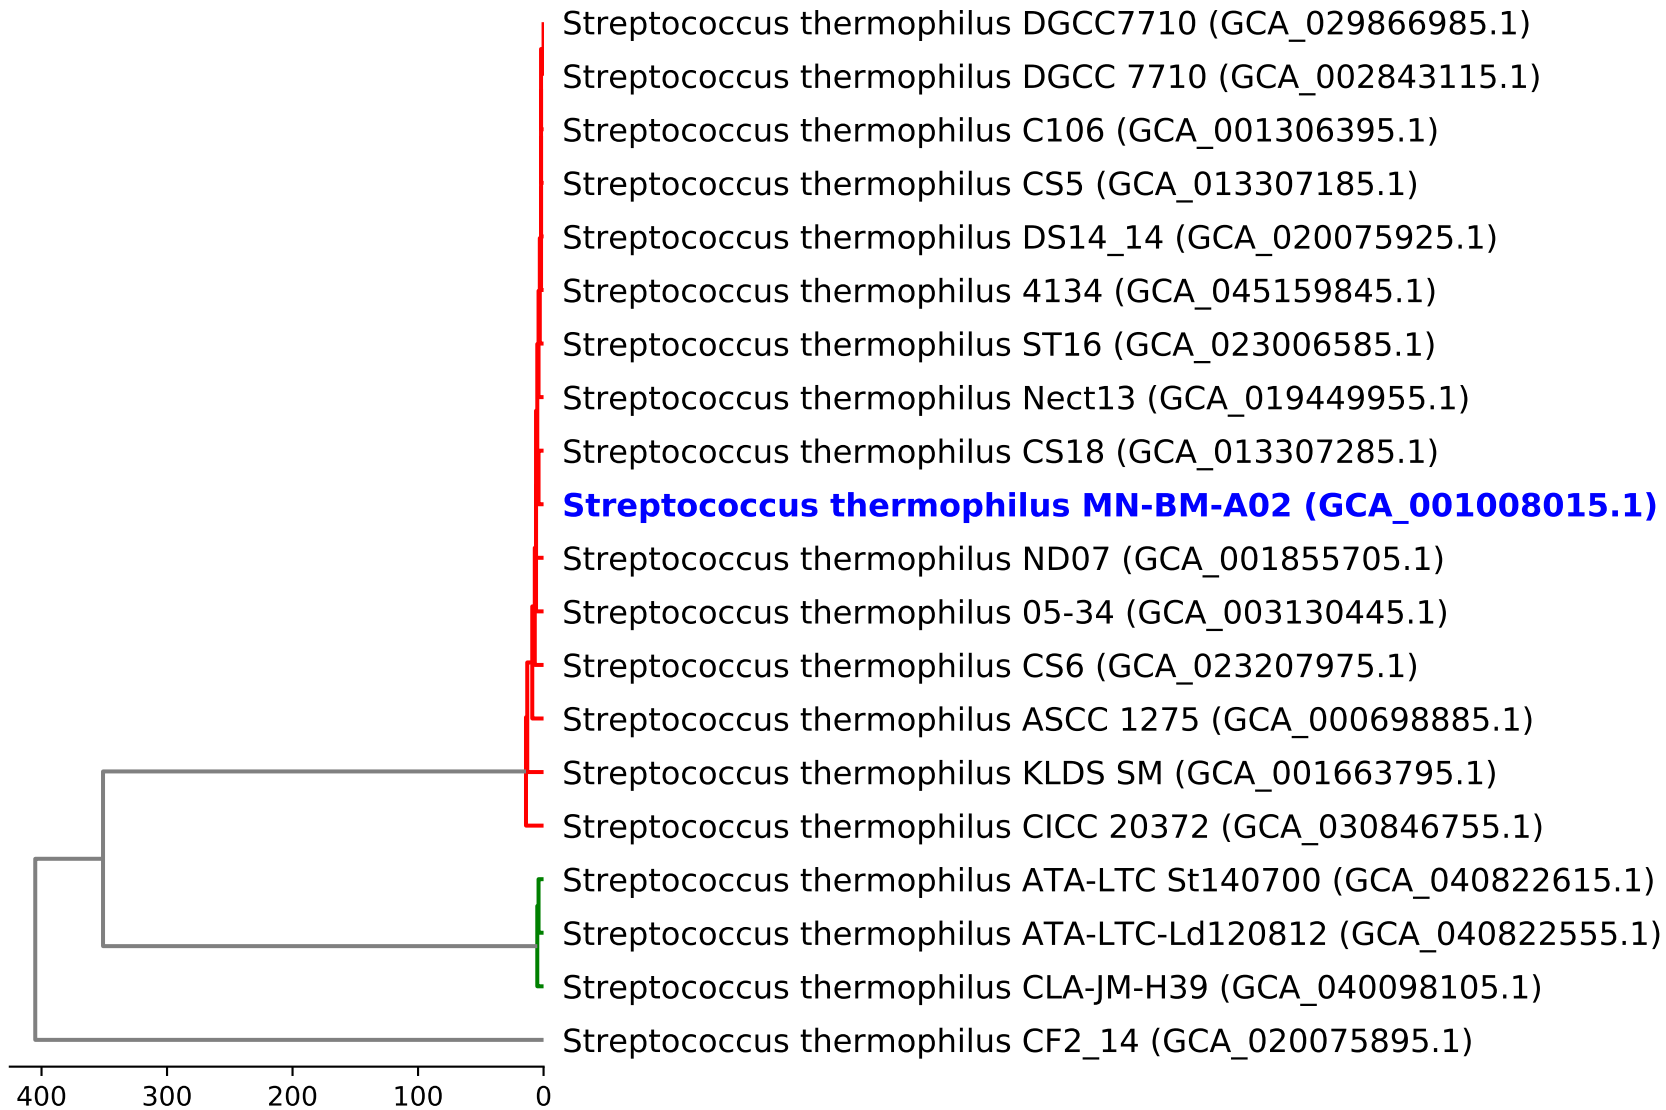 Streptococcus thermophilus DGCC7710 (GCA_029866985.1)
Streptococcus thermophilus DGCC 7710 (GCA_002843115.1)
Streptococcus thermophilus C106 (GCA_001306395.1)
Streptococcus thermophilus CS5 (GCA_013307185.1)
Streptococcus thermophilus DS14_14 (GCA_020075925.1)
Streptococcus thermophilus 4134 (GCA_045159845.1)
Streptococcus thermophilus ST16 (GCA_023006585.1)
Streptococcus thermophilus Nect13 (GCA_019449955.1)
Streptococcus thermophilus CS18 (GCA_013307285.1)
Streptococcus thermophilus MN-BM-A02 (GCA_001008015.1)
Streptococcus thermophilus ND07 (GCA_001855705.1)
Streptococcus thermophilus 05-34 (GCA_003130445.1)
Streptococcus thermophilus CS6 (GCA_023207975.1)
Streptococcus thermophilus ASCC 1275 (GCA_000698885.1)
Streptococcus thermophilus KLDS SM (GCA_001663795.1)
Streptococcus thermophilus CICC 20372 (GCA_030846755.1)
Streptococcus thermophilus ATA-LTC St140700 (GCA_040822615.1)
Streptococcus thermophilus ATA-LTC-Ld120812 (GCA_040822555.1)
Streptococcus thermophilus CLA-JM-H39 (GCA_040098105.1)
Streptococcus thermophilus CF2_14 (GCA_020075895.1)
400 300 200 100 0